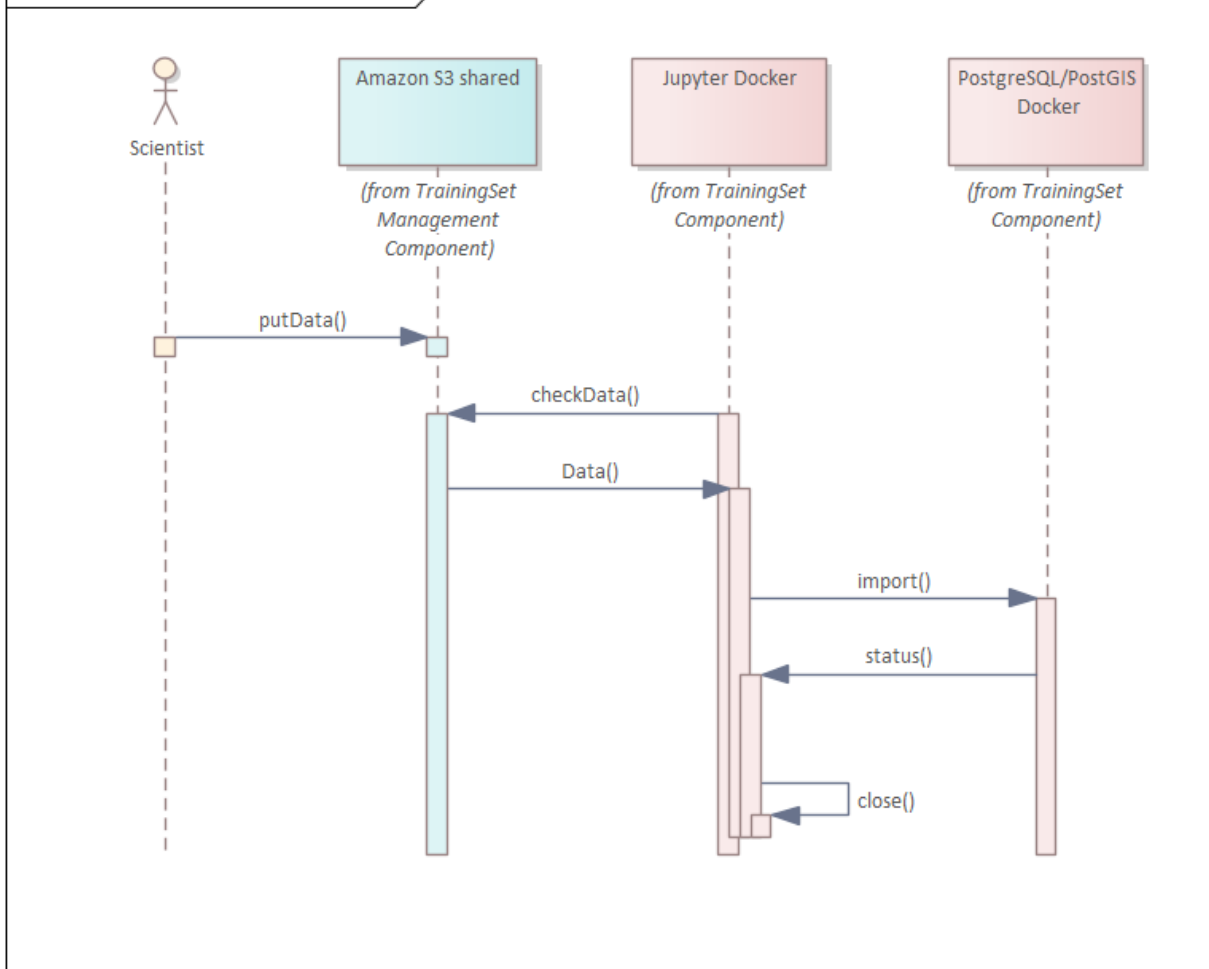 Scientist
Amazon S3 shared
(from TrainingSet
Management
Component)
Jupyter Docker
(from TrainingSet
Component)
PostgreSQL/PostGIS
Docker
(from TrainingSet
Component)
putData()
checkData()
Data()
import()
status()
close()